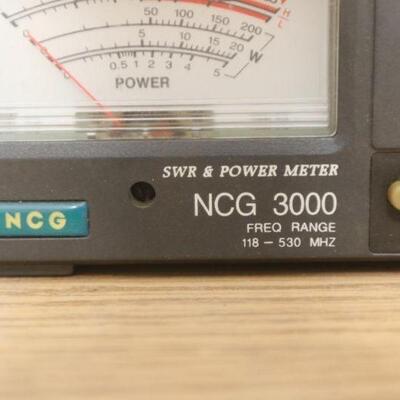 50 100 150 200 H
L
5 10 15 20 W
0.5 1 2 3 4 5
POWER
SWR & POWER METER
NCG
NCG 3000
FREQ RANGE
118 – 530 MHZ